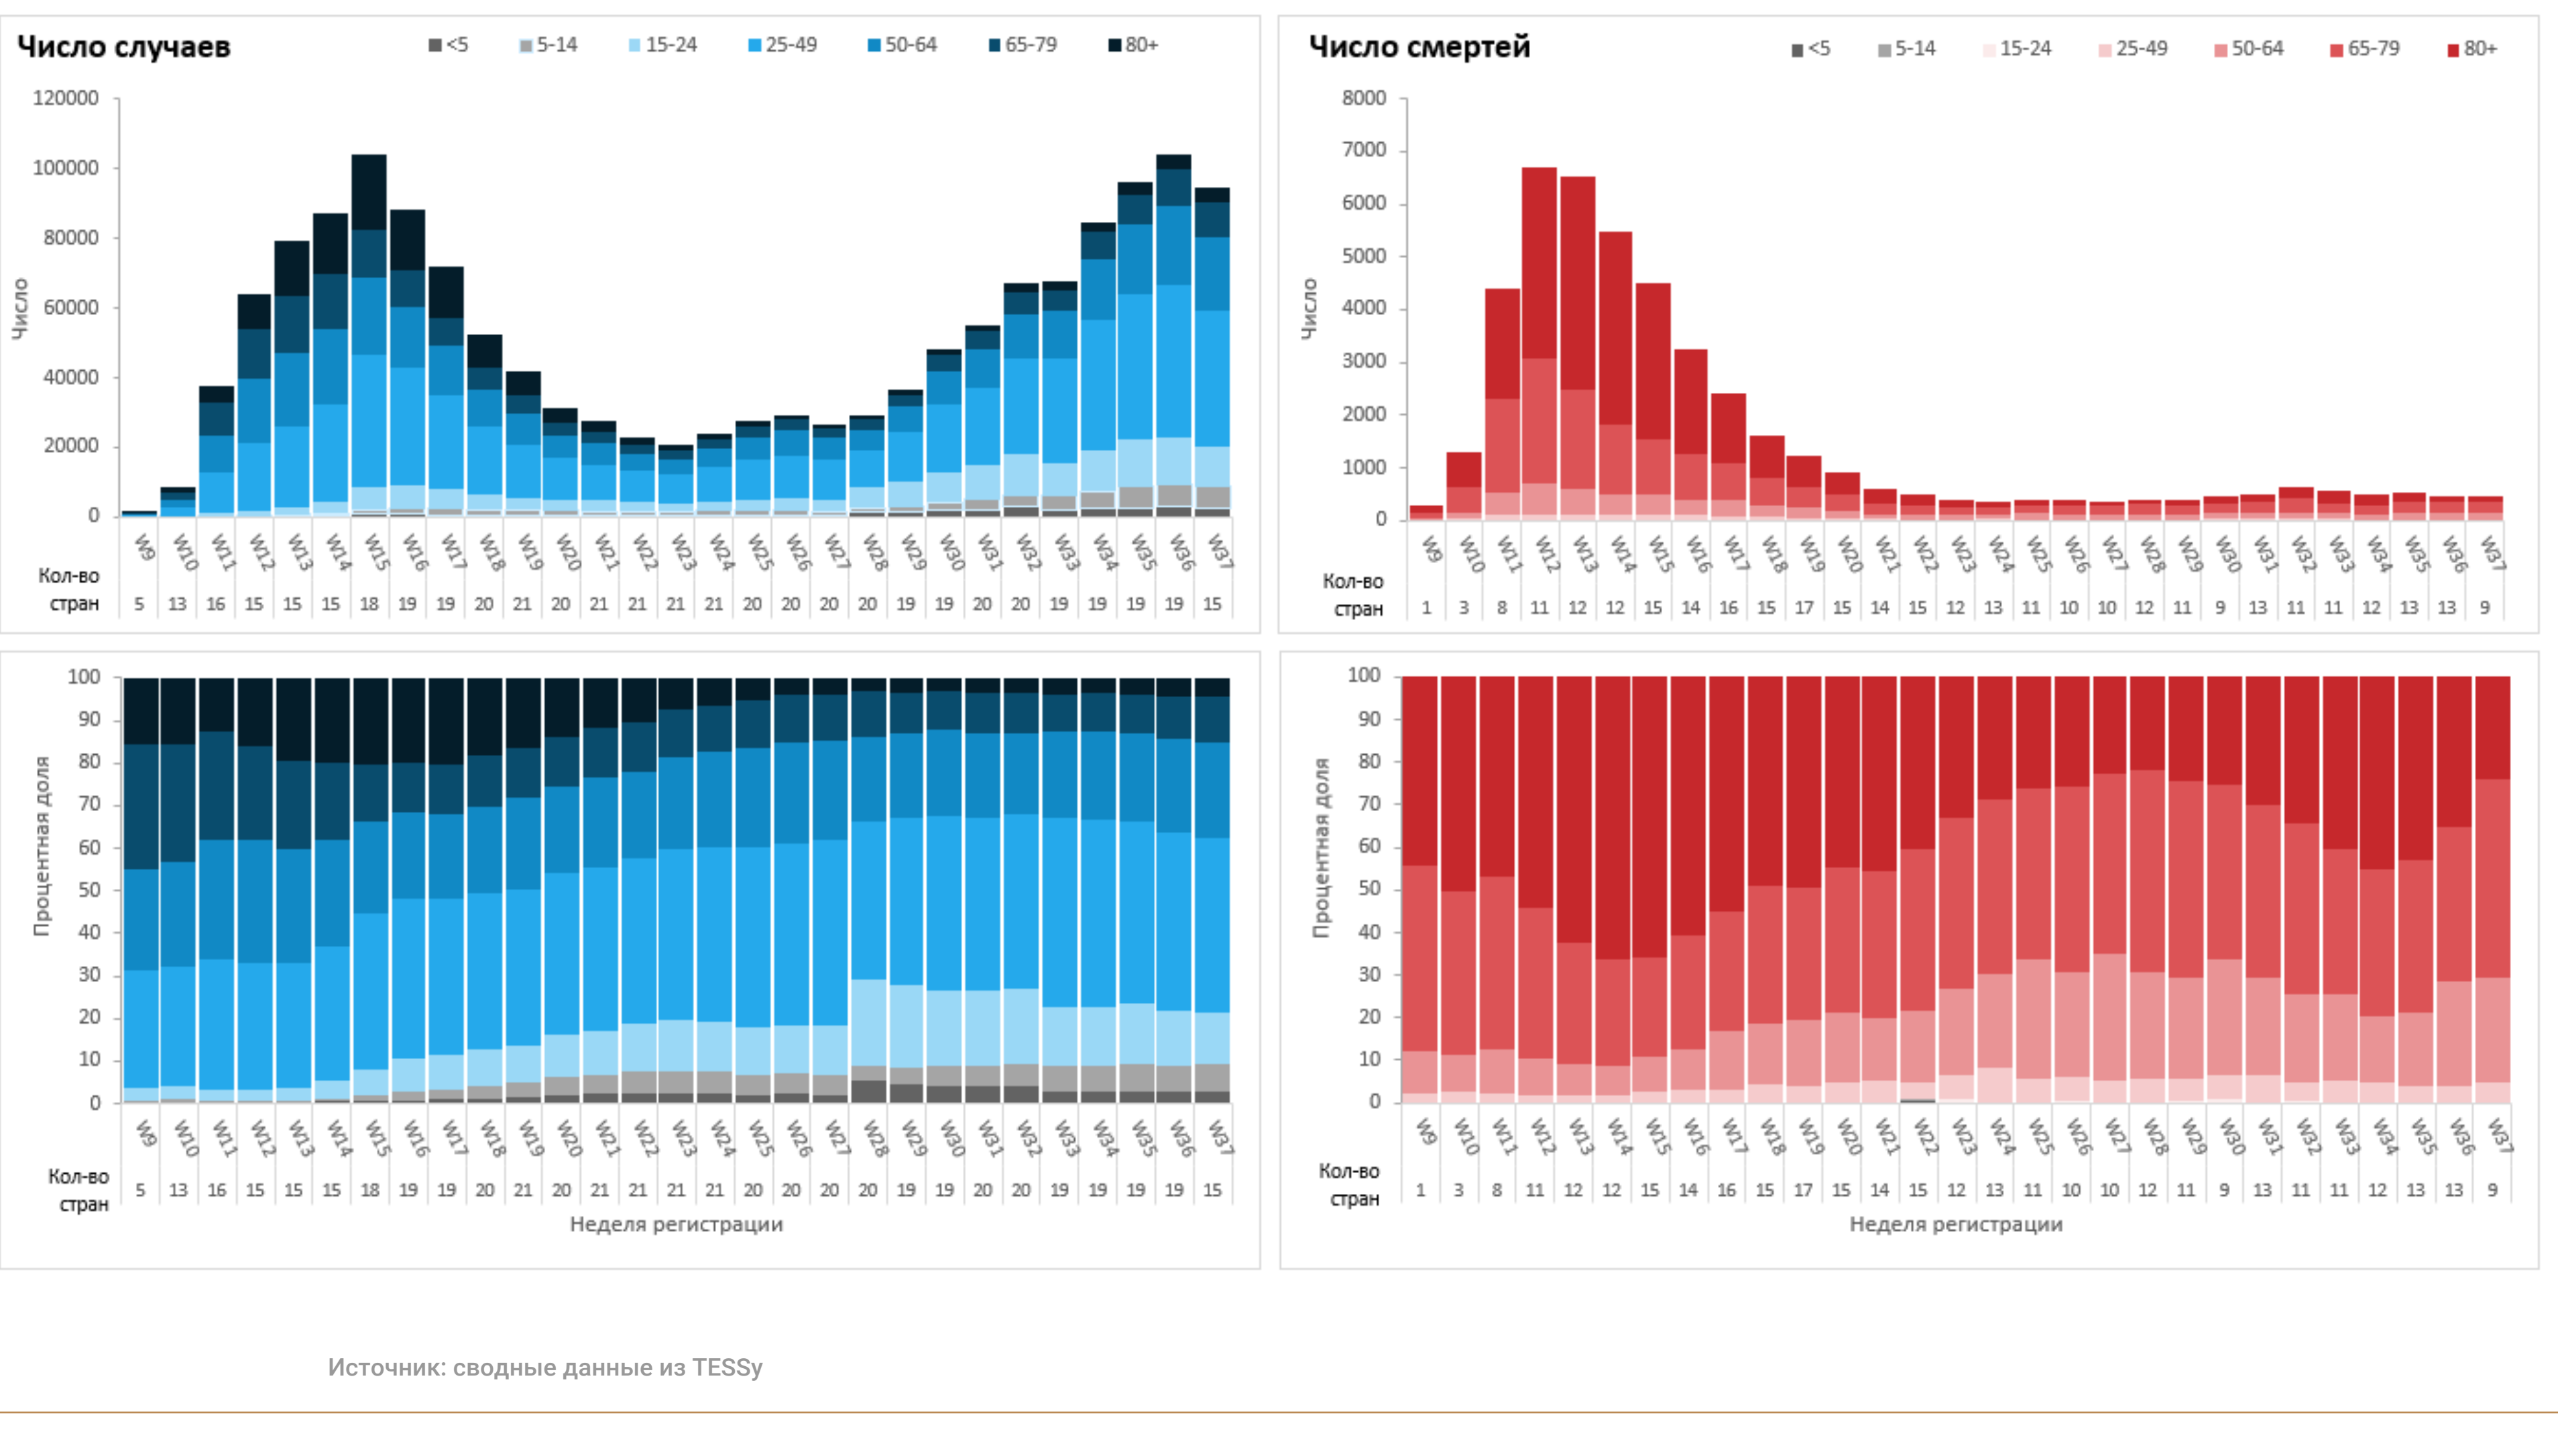 Число случаев
<5 5-14 15-24 25-49 50-64 65-79 80+
120000
100000
80000
60000
40000
20000
0
Число
W9 W10 W11 W12 W13 W14 W15 W16 W17 W18 W19 W20 W21 W22 W23 W24 W25 W26 W27 W28 W29 W30 W31 W32 W33 W34 W35 W36 W37
Кол-во
стран 5 13 16 15 15 15 18 19 19 20 21 20 21 21 21 21 20 20 20 20 19 19 20 20 19 19 19 19 15
Число смертей
<5 5-14 15-24 25-49 50-64 65-79 80+
8000
7000
6000
5000
4000
3000
2000
1000
0
Число
W9 W10 W11 W12 W13 W14 W15 W16 W17 W18 W19 W20 W21 W22 W23 W24 W25 W26 W27 W28 W29 W30 W31 W32 W33 W34 W35 W36 W37
Кол-во
стран 1 3 8 11 12 12 15 14 16 15 17 15 14 15 12 13 11 10 10 12 11 9 13 11 11 12 13 13 9
100
90
80
70
60
50
40
30
20
10
0
Процентная доля
W9 W10 W11 W12 W13 W14 W15 W16 W17 W18 W19 W20 W21 W22 W23 W24 W25 W26 W27 W28 W29 W30 W31 W32 W33 W34 W35 W36 W37
Кол-во
стран 5 13 16 15 15 15 18 19 19 20 21 20 21 21 21 21 20 20 20 20 19 19 20 20 19 19 19 19 15
Неделя регистрации
100
90
80
70
60
50
40
30
20
10
0
Процентная доля
W9 W10 W11 W12 W13 W14 W15 W16 W17 W18 W19 W20 W21 W22 W23 W24 W25 W26 W27 W28 W29 W30 W31 W32 W33 W34 W35 W36 W37
Кол-во
стран 1 3 8 11 12 12 15 14 16 15 17 15 14 15 12 13 11 10 10 12 11 9 13 11 11 12 13 13 9
Неделя регистрации
Источник: сводные данные из TESSy